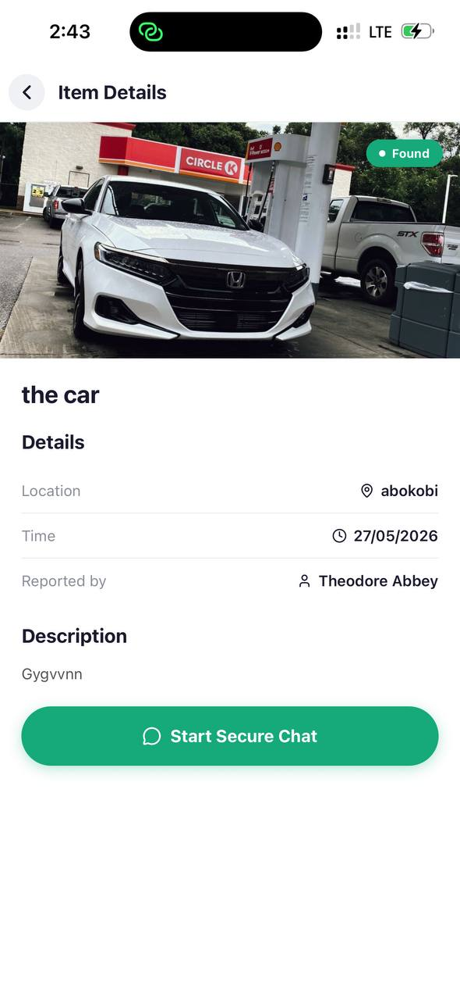 2:43
LTE
Item Details
Found
CIRCLE K
V-Power
STX
the car
Details
Location abokobi
Time 27/05/2026
Reported by Theodore Abbey
Description
Gygvvnn
Start Secure Chat